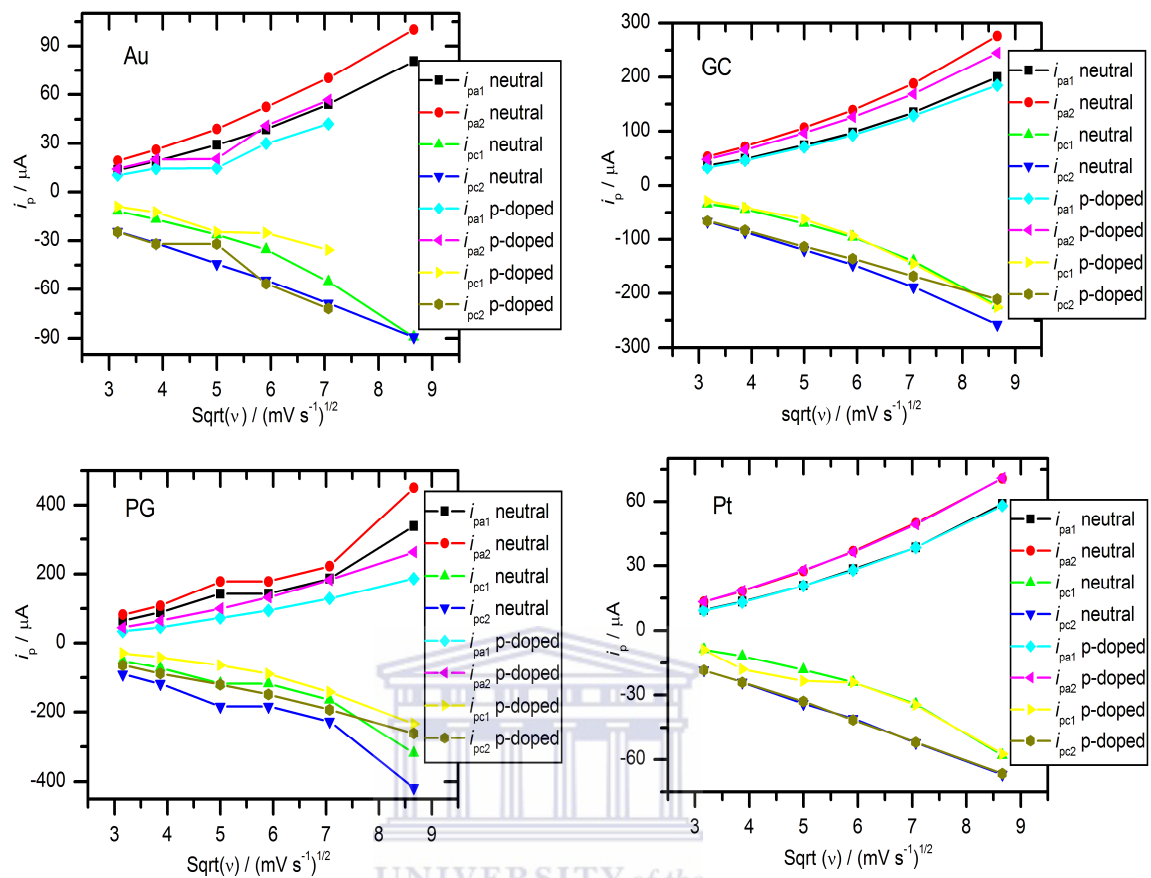 Au
90
60
30
0
-30
-60
-90
i_p / μA
3 4 5 6 7 8 9
Sqrt(ν) / (mV s⁻¹)^1/2
i_pa1 neutral
i_pa2 neutral
i_pc1 neutral
i_pc2 neutral
i_pa1 p-doped
i_pa2 p-doped
i_pc1 p-doped
i_pc2 p-doped
GC
300
200
100
0
-100
-200
-300
i_p / μA
3 4 5 6 7 8 9
sqrt(ν) / (mV s⁻¹)^1/2
i_pa1 neutral
i_pa2 neutral
i_pc1 neutral
i_pc2 neutral
i_pa1 p-doped
i_pa2 p-doped
i_pc1 p-doped
i_pc2 p-doped
PG
400
200
0
-200
-400
i_p / μA
3 4 5 6 7 8 9
Sqrt(ν) / (mV s⁻¹)^1/2
i_pa1 neutral
i_pa2 neutral
i_pc1 neutral
i_pc2 neutral
i_pa1 p-doped
i_pa2 p-doped
i_pc1 p-doped
i_pc2 p-doped
Pt
60
30
0
-30
-60
i_p / μA
3 4 5 6 7 8 9
Sqrt (ν) / (mV s⁻¹)^1/2
i_pa1 neutral
i_pa2 neutral
i_pc1 neutral
i_pc2 neutral
i_pa1 p-doped
i_pa2 p-doped
i_pc1 p-doped
i_pc2 p-doped
UNIVERSITY of the